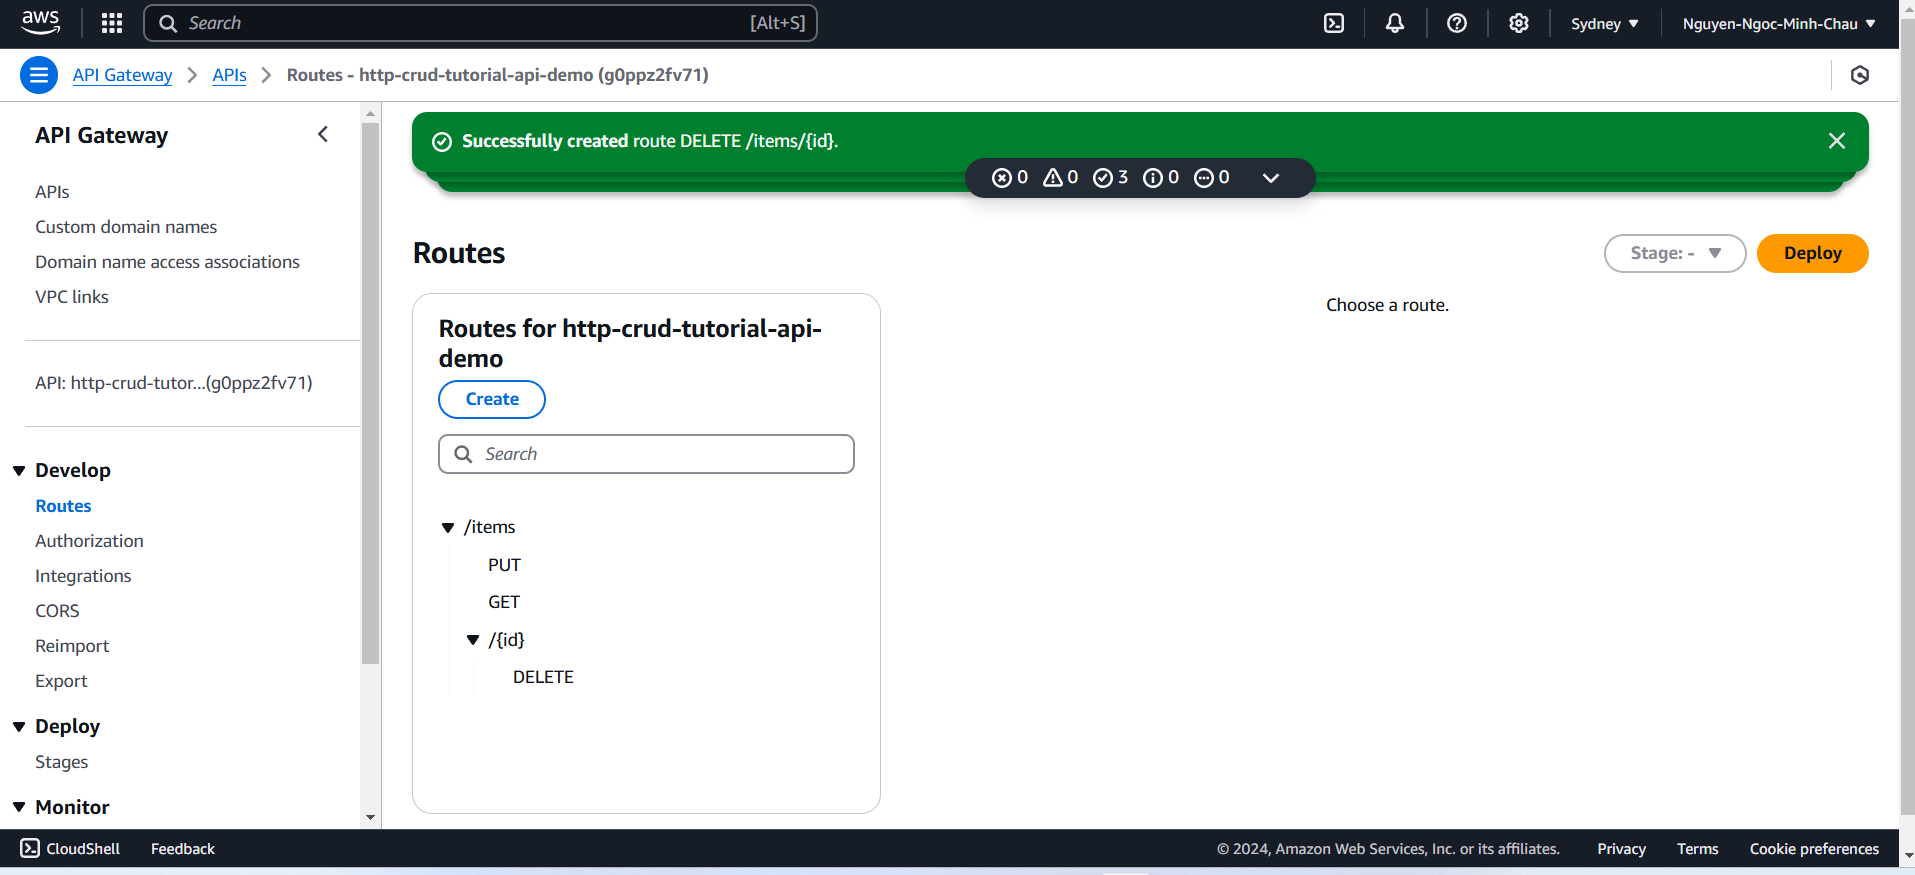 aws
Search
[Alt+S]
Sydney
Nguyen-Ngoc-Minh-Chau
API Gateway
APIs
Routes - http-crud-tutorial-api-demo (g0ppz2fv71)
API Gateway
APIs
Custom domain names
Domain name access associations
VPC links
API: http-crud-tutor...(g0ppz2fv71)
Develop
Routes
Authorization
Integrations
CORS
Reimport
Export
Deploy
Stages
Monitor
Successfully created route DELETE /items/{id}.
0 0 3 0 0
Routes
Stage: -
Deploy
Routes for http-crud-tutorial-api-
demo
Create
Search
/items
PUT
GET
/{id}
DELETE
Choose a route.
CloudShell
Feedback
© 2024, Amazon Web Services, Inc. or its affiliates.
Privacy
Terms
Cookie preferences